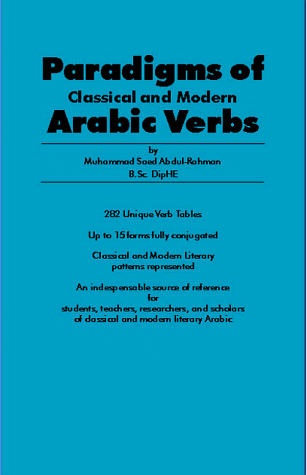 Paradigms of
Classical and Modern
Arabic Verbs
by
Muhammad Saed Abdul-Rahman
B.Sc. DipHE
282 Unique Verb Tables
Up to 15 forms fully conjugated
Classical and Modern Literary
patterns represented
An indespensable source of reference
for
students, teachers, researchers, and scholars
of classical and modern literary Arabic